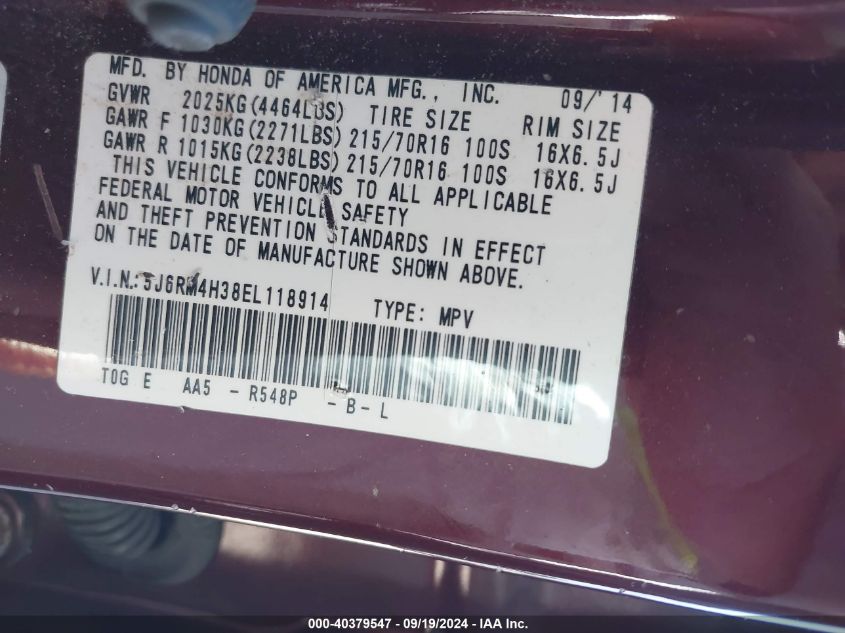 MFD. BY HONDA OF AMERICA MFG., INC. 09/'14
GVWR 2025KG(4464LBS) TIRE SIZE RIM SIZE
GAWR F 1030KG(2271LBS) 215/70R16 100S 16X6.5J
GAWR R 1015KG(2238LBS) 215/70R16 100S 16X6.5J
THIS VEHICLE CONFORMS TO ALL APPLICABLE
FEDERAL MOTOR VEHICLE SAFETY
AND THEFT PREVENTION STANDARDS IN EFFECT
ON THE DATE OF MANUFACTURE SHOWN ABOVE.
V.I.N.:5J6RM4H38EL118914 TYPE: MPV
T0G E AA5 - R548P - B - L
000-40379547 - 09/19/2024 - IAA Inc.